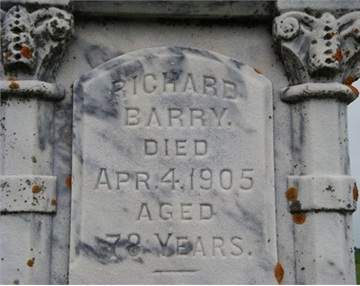 RICHARD
BARRY.
DIED
APR. 4. 1905
AGED
78 YEARS.